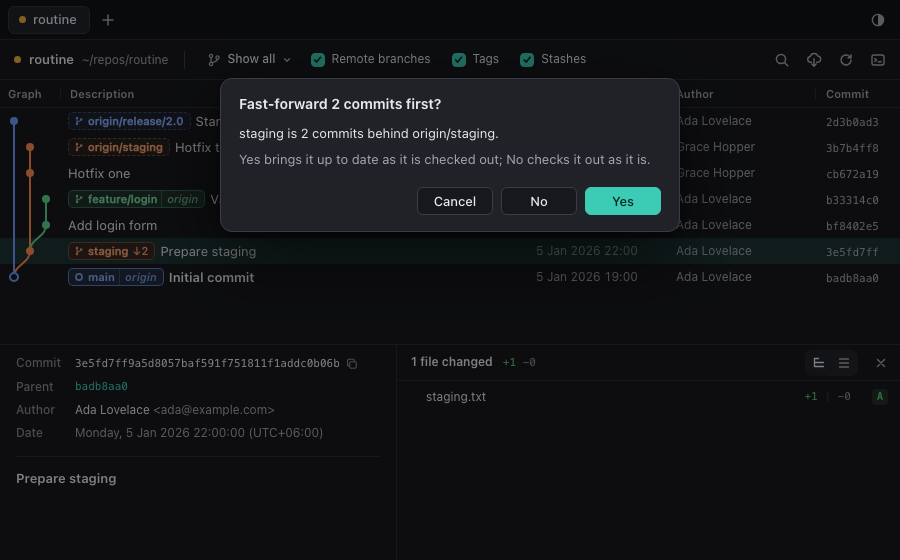 routine
routine ~/repos/routine Show all Remote branches Tags Stashes
Graph Description Author Commit
Fast-forward 2 commits first?
staging is 2 commits behind origin/staging.
Yes brings it up to date as it is checked out; No checks it out as it is.
Cancel No Yes
origin/release/2.0 Ada Lovelace 2d3b0ad3
origin/staging Hotfix Grace Hopper 3b7b4ff8
Hotfix one Grace Hopper cb672a19
feature/login origin Ada Lovelace b33314c0
Add login form Ada Lovelace bf8402e5
staging ↓2 Prepare staging 5 Jan 2026 22:00 Ada Lovelace 3e5fd7ff
main origin Initial commit 5 Jan 2026 19:00 Ada Lovelace badb8aa0
Commit 3e5fd7ff9a5d8057baf591f751811f1addc0b06b
Parent badb8aa0
Author Ada Lovelace <ada@example.com>
Date Monday, 5 Jan 2026 22:00:00 (UTC+06:00)
Prepare staging
1 file changed +1 −0
staging.txt +1 −0 A